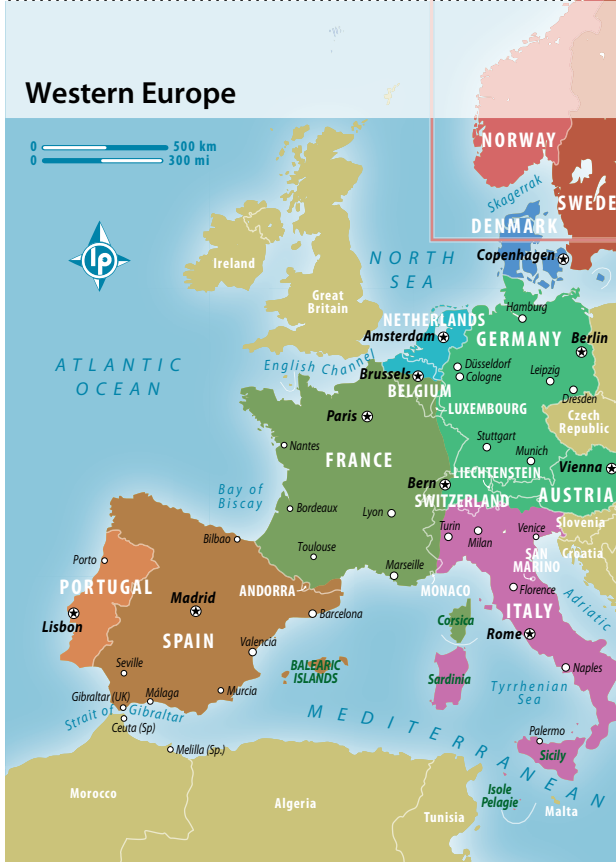 Western Europe
0 500 km
0 300 mi
lp
NORWAY
SWEDE
Skagerrak
DENMARK
Copenhagen
NORTH
SEA
Ireland
Great
Britain
NETHERLANDS
Amsterdam
Hamburg
GERMANY
Berlin
ATLANTIC
OCEAN
English Channel
Brussels
BELGIUM
Düsseldorf
Cologne
Leipzig
Dresden
LUXEMBOURG
Czech
Republic
Paris
Nantes
FRANCE
Stuttgart
Munich
LIECHTENSTEIN
Vienna
Bern
SWITZERLAND
AUSTRIA
Bay of
Biscay
Bordeaux
Lyon
Slovenia
Croatia
Turin
Milan
Venice
Bilbao
Toulouse
Marseille
MONACO
SAN
MARINO
Florence
Adriatic
Porto
PORTUGAL
Lisbon
Madrid
SPAIN
ANDORRA
Barcelona
Corsica
ITALY
Rome
Valencia
BALEARIC
ISLANDS
Sardinia
Naples
Seville
Murcia
Málaga
Gibraltar (UK)
Strait of Gibraltar
Ceuta (Sp)
Melilla (Sp.)
Tyrrhenian
Sea
MEDITERRANEAN
Palermo
Sicily
Isole
Pelagie
Malta
Morocco
Algeria
Tunisia